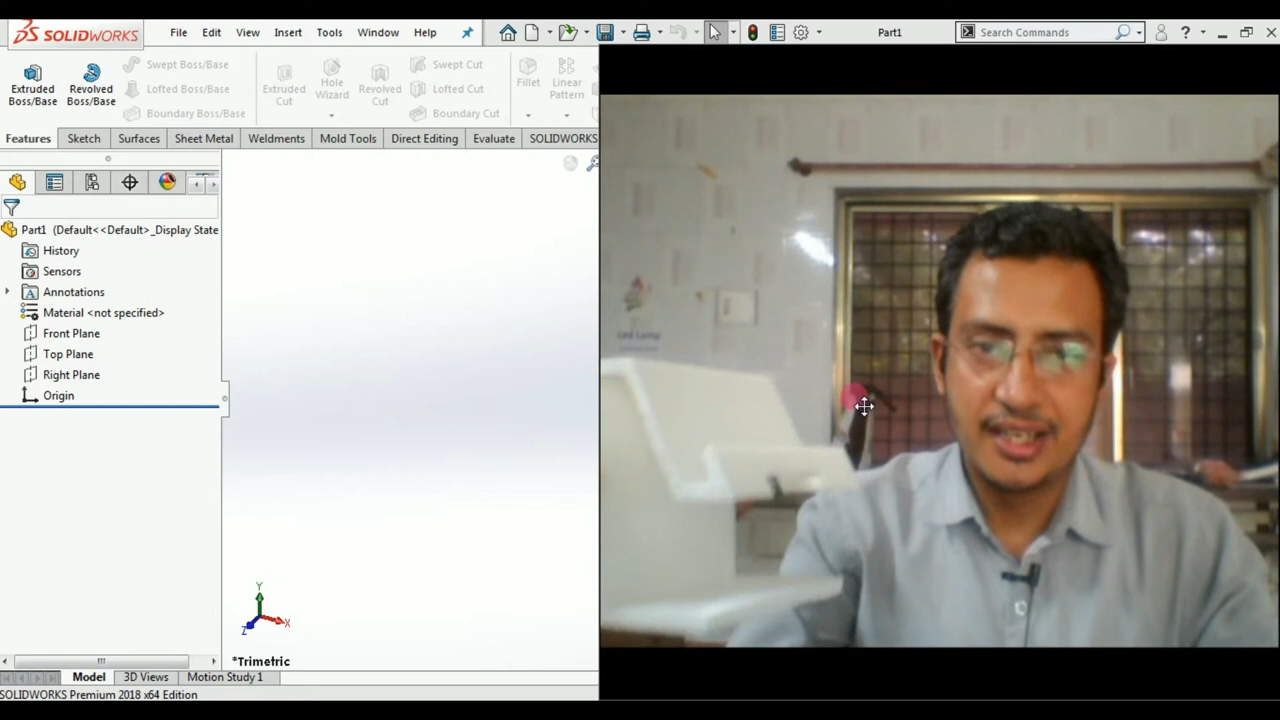 SOLIDWORKS File Edit View Insert Tools Window Help Part1 Search Commands ?
Extruded Boss/Base
Revolved Boss/Base
Swept Boss/Base
Lofted Boss/Base
Boundary Boss/Base
Extruded Cut
Hole Wizard
Revolved Cut
Swept Cut
Lofted Cut
Boundary Cut
Fillet
Linear Pattern
Features Sketch Surfaces Sheet Metal Weldments Mold Tools Direct Editing Evaluate SOLIDWORKS
Part1 (Default<<Default>_Display State
History
Sensors
Annotations
Material <not specified>
Front Plane
Top Plane
Right Plane
Origin
Led Lamp
Y
X
Z
*Trimetric
Model 3D Views Motion Study 1
SOLIDWORKS Premium 2018 x64 Edition